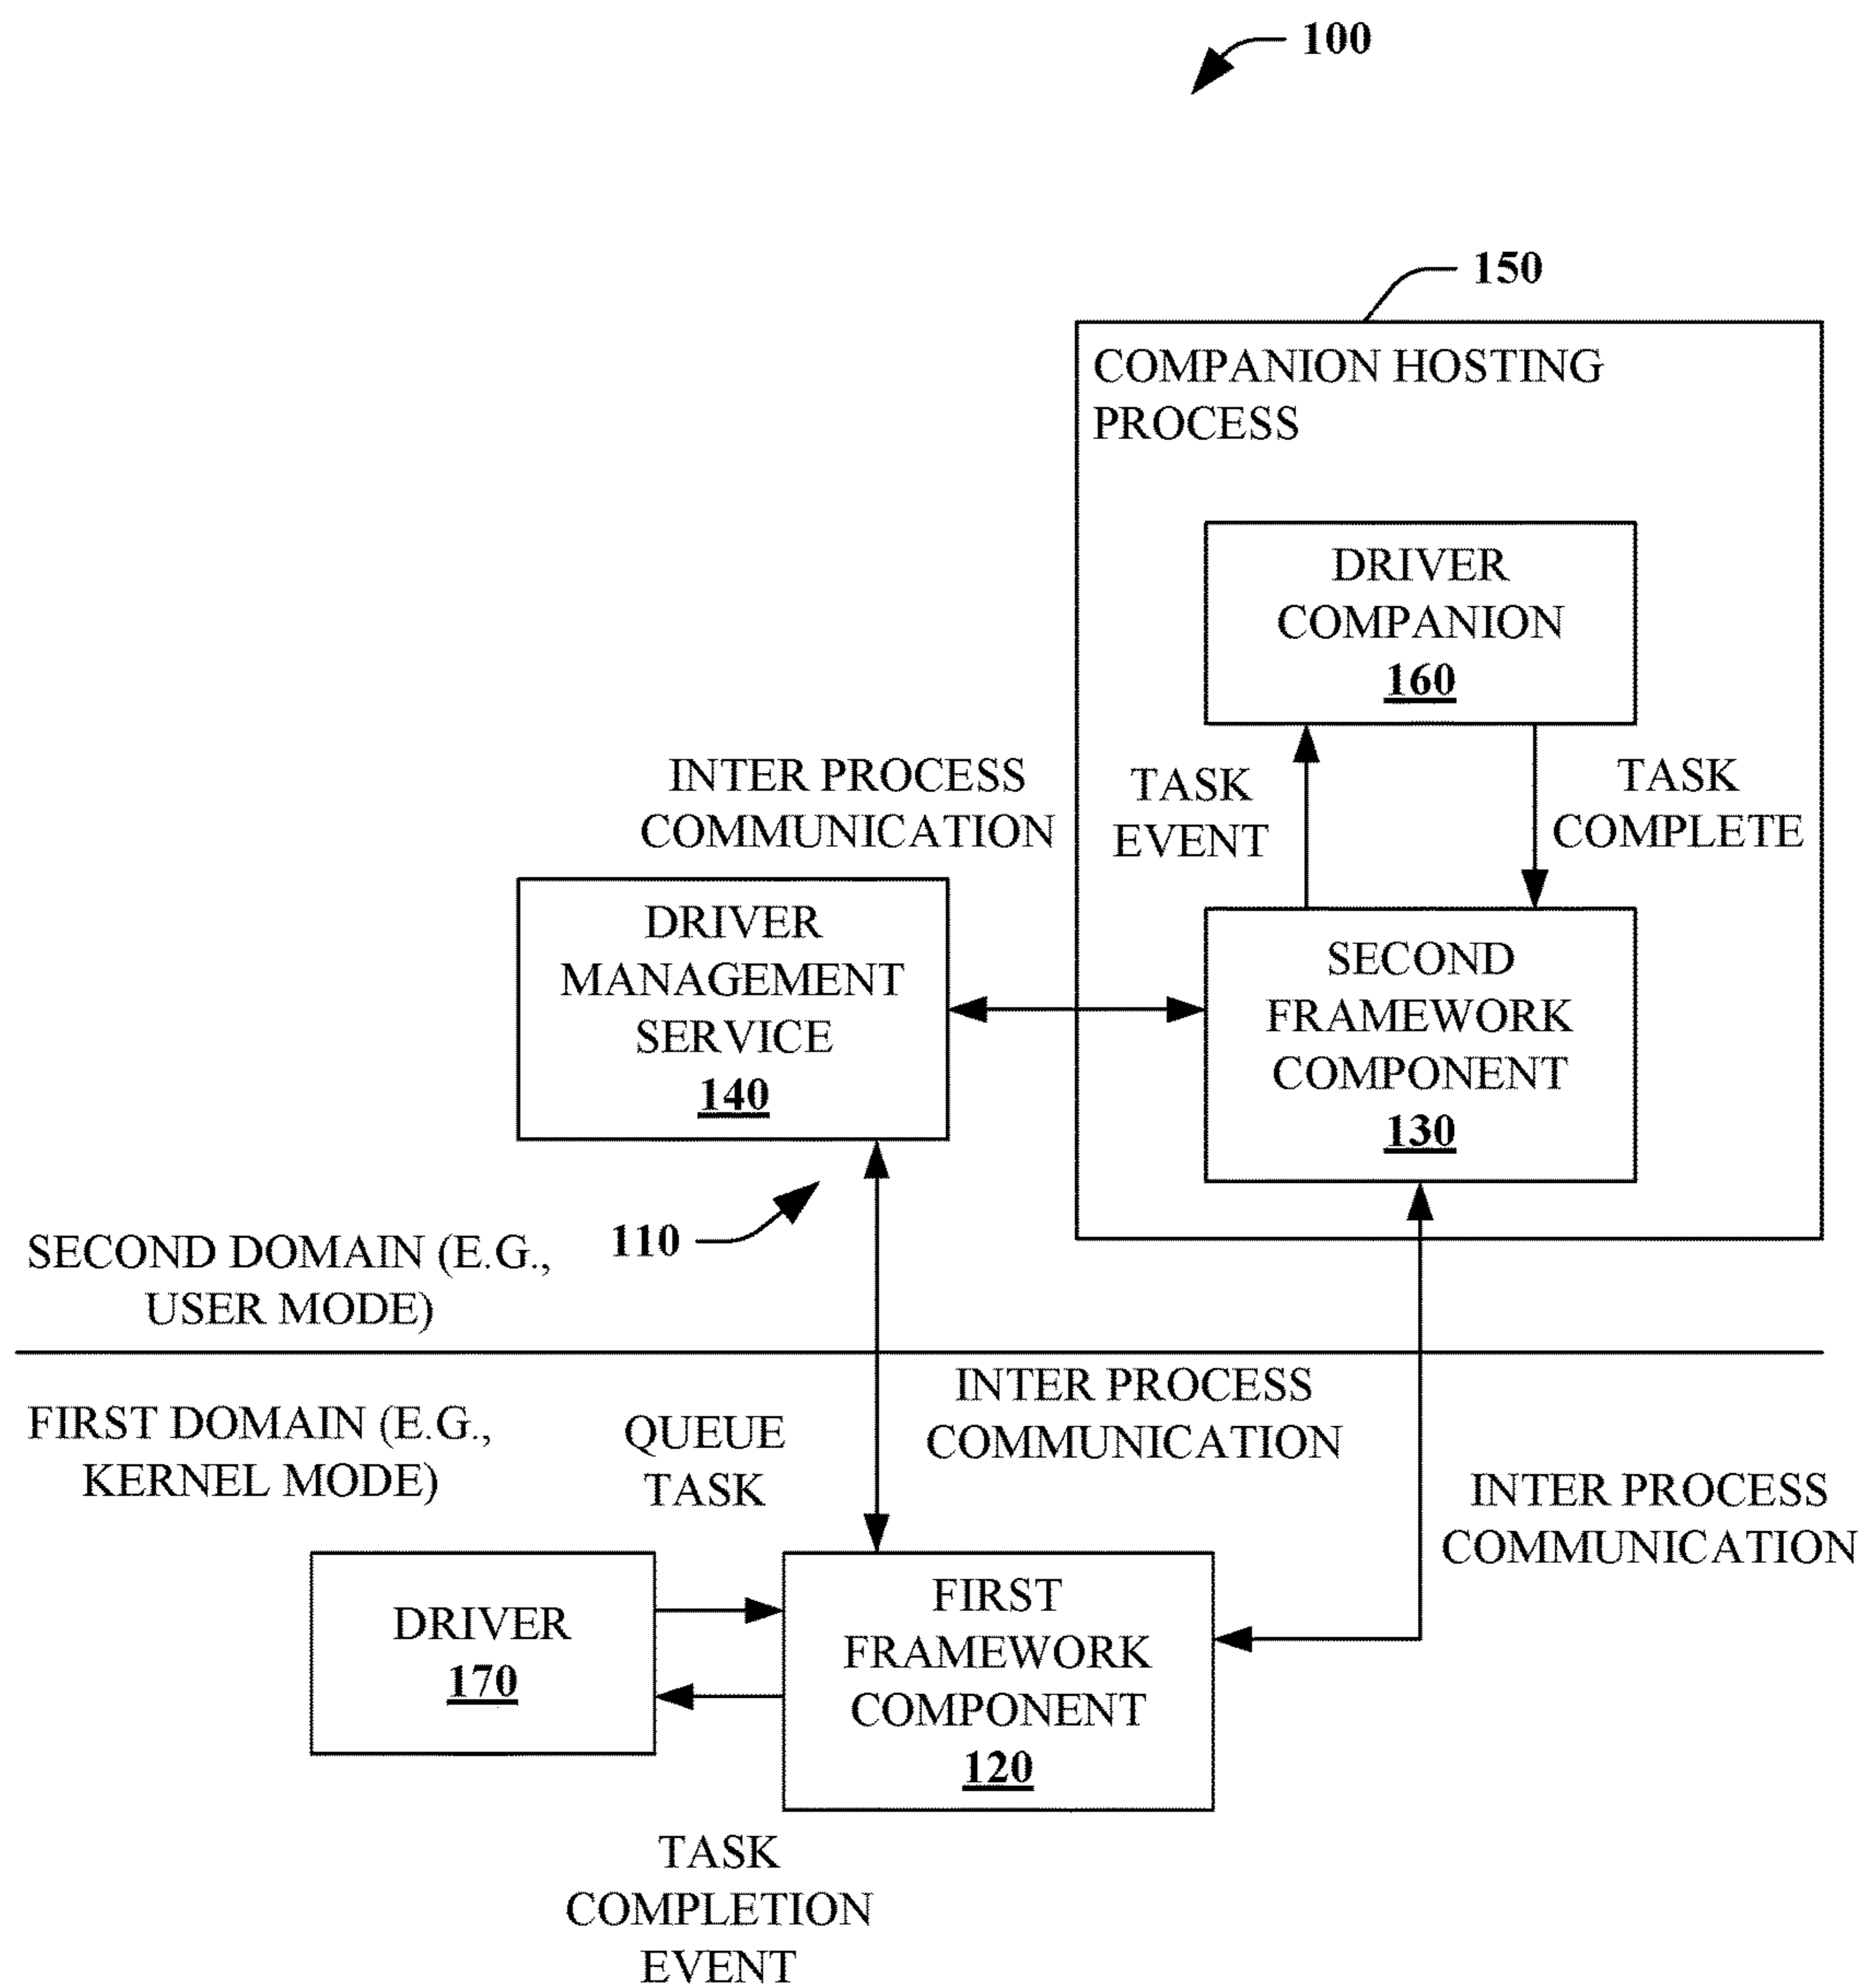 100
150
COMPANION HOSTING
PROCESS
DRIVER
COMPANION
160
INTER PROCESS
COMMUNICATION
TASK
EVENT
TASK
COMPLETE
DRIVER
MANAGEMENT
SERVICE
140
SECOND
FRAMEWORK
COMPONENT
130
110
SECOND DOMAIN (E.G.,
USER MODE)
FIRST DOMAIN (E.G.,
KERNEL MODE)
QUEUE
TASK
INTER PROCESS
COMMUNICATION
INTER PROCESS
COMMUNICATION
DRIVER
170
FIRST
FRAMEWORK
COMPONENT
120
TASK
COMPLETION
EVENT